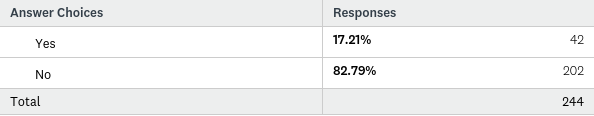 Answer Choices Responses
Yes 17.21% 42
No 82.79% 202
Total 244